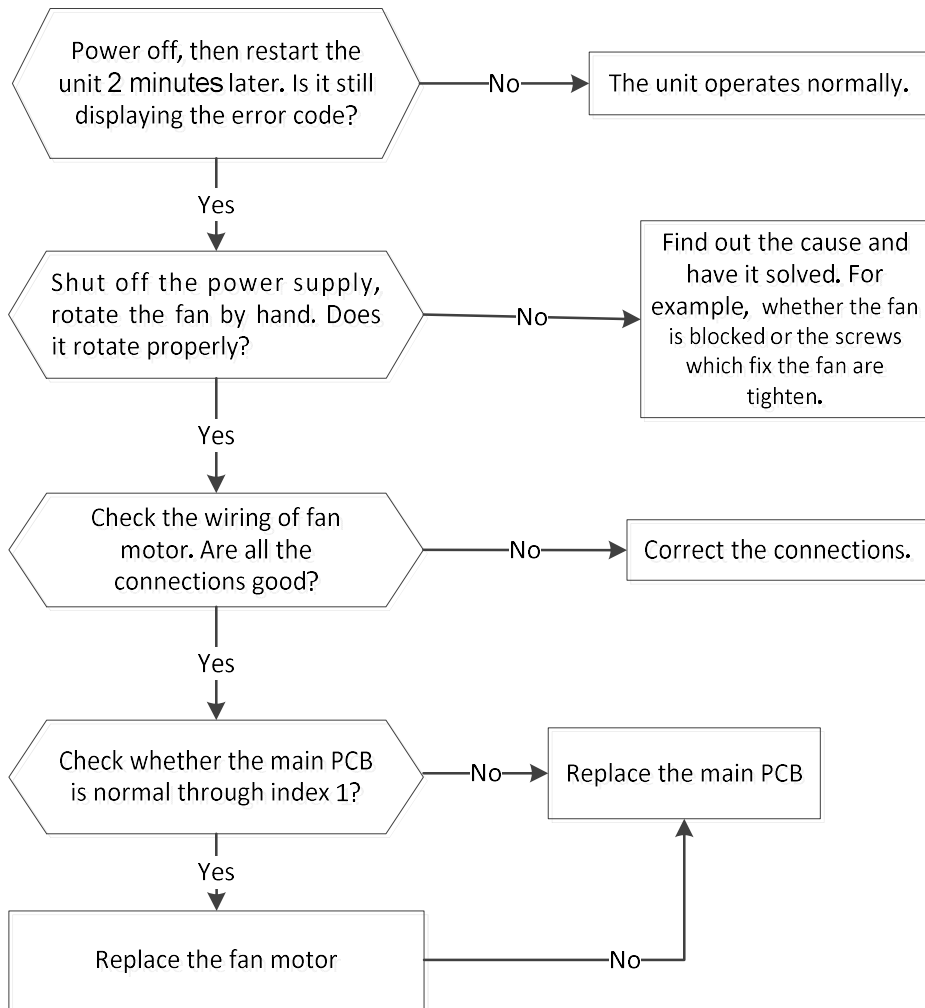 Power off, then restart the
unit 2 minutes later. Is it still
displaying the error code?
No
The unit operates normally.
Yes
Shut off the power supply,
rotate the fan by hand. Does
it rotate properly?
No
Find out the cause and
have it solved. For
example, whether the fan
is blocked or the screws
which fix the fan are
tighten.
Yes
Check the wiring of fan
motor. Are all the
connections good?
No
Correct the connections.
Yes
Check whether the main PCB
is normal through index 1?
No
Replace the main PCB
Yes
Replace the fan motor
No